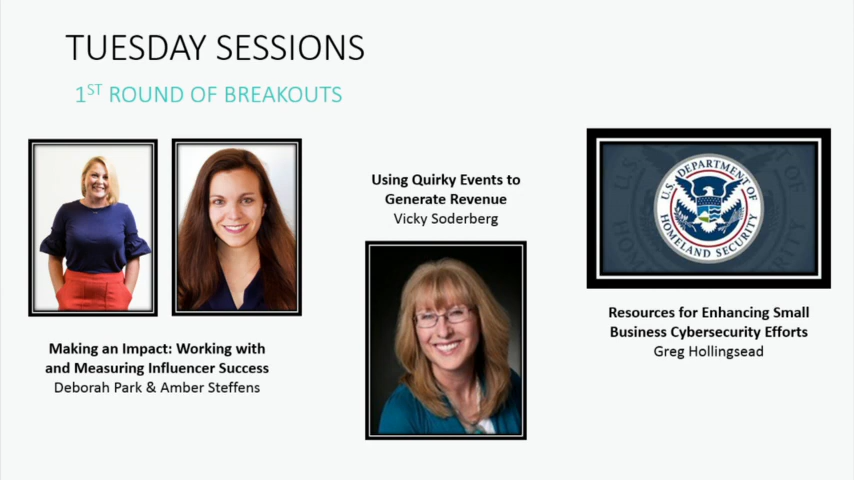 TUESDAY SESSIONS
1ST ROUND OF BREAKOUTS
Making an Impact: Working with
and Measuring Influencer Success
Deborah Park & Amber Steffens
Using Quirky Events to
Generate Revenue
Vicky Soderberg
U.S. DEPARTMENT OF
HOMELAND SECURITY
Resources for Enhancing Small
Business Cybersecurity Efforts
Greg Hollingsead